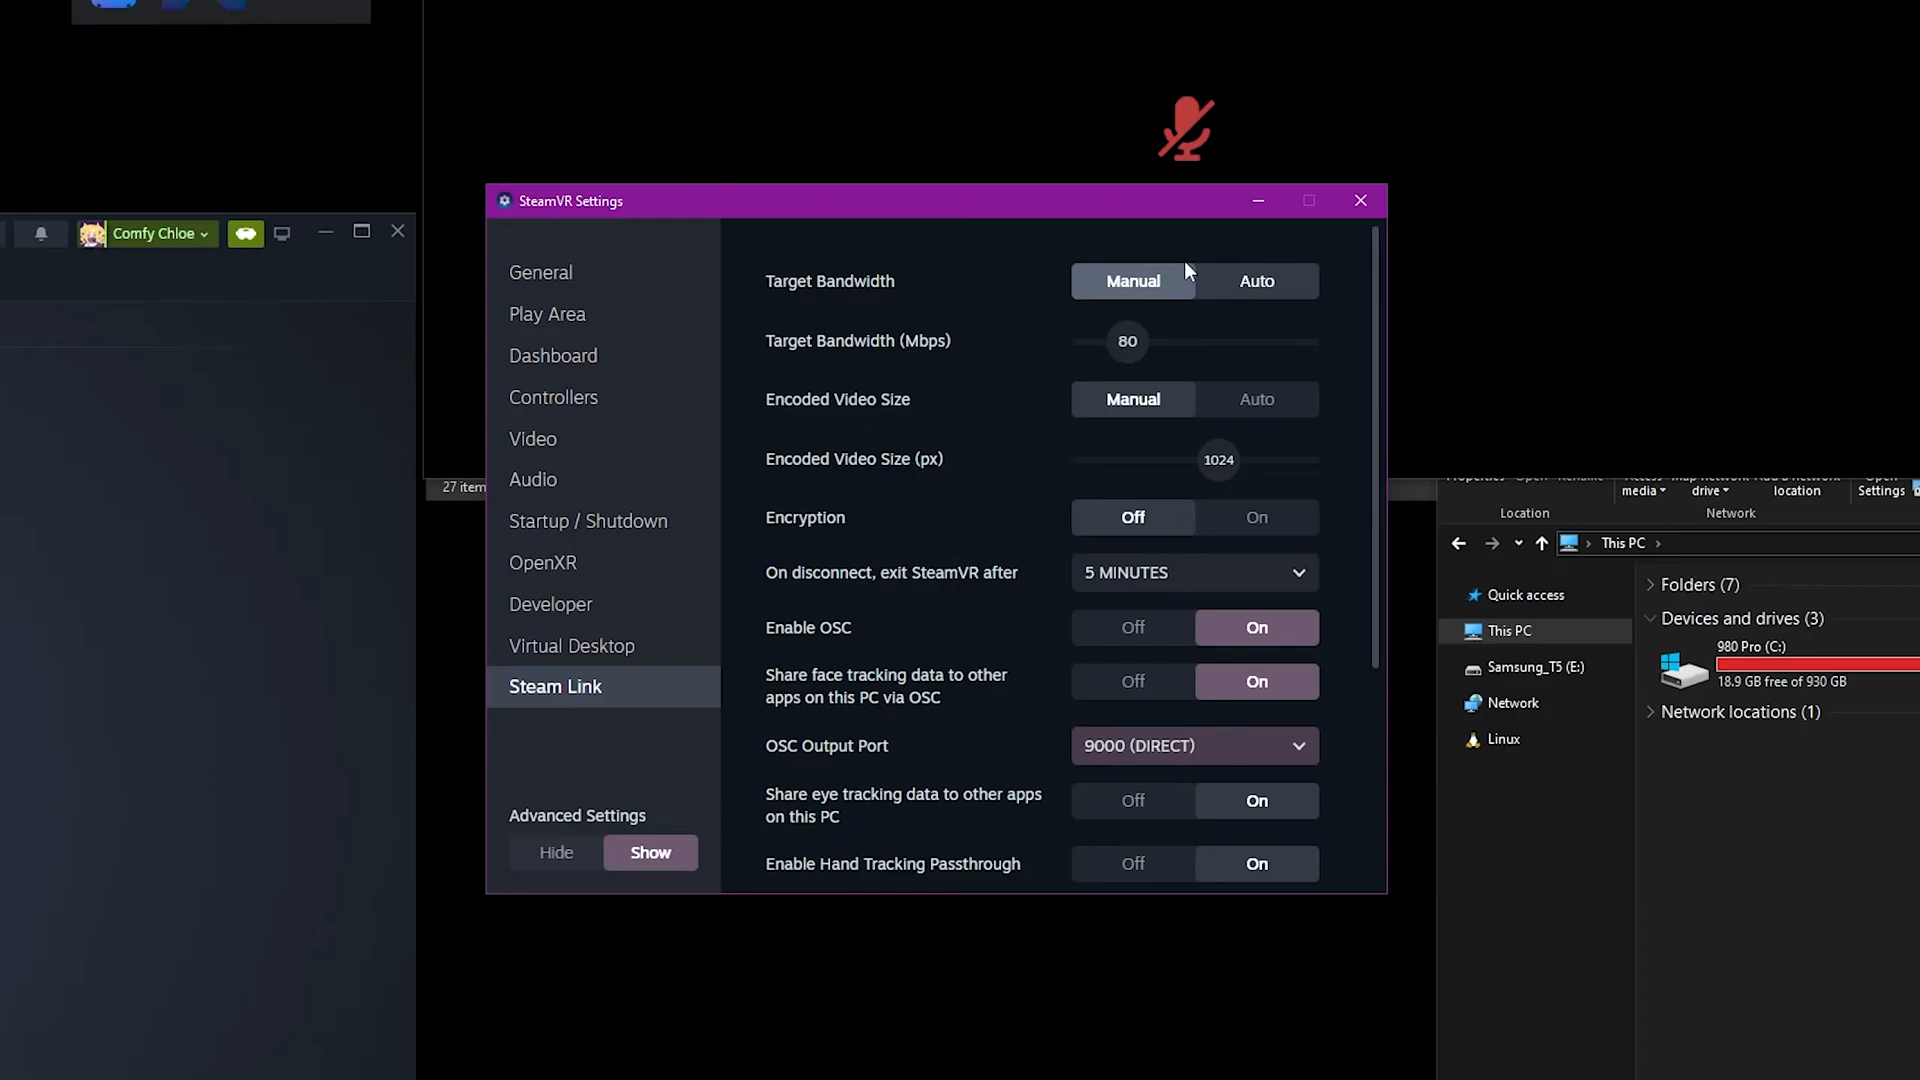 SteamVR Settings
Comfy Chloe
General
Play Area
Dashboard
Controllers
Video
Audio
Startup / Shutdown
OpenXR
Developer
Virtual Desktop
Steam Link
Advanced Settings
Hide Show
Target Bandwidth Manual Auto
Target Bandwidth (Mbps) 80
Encoded Video Size Manual Auto
Encoded Video Size (px) 1024
Encryption Off On
On disconnect, exit SteamVR after 5 MINUTES
Enable OSC Off On
Share face tracking data to other
apps on this PC via OSC Off On
OSC Output Port 9000 (DIRECT)
Share eye tracking data to other apps
on this PC Off On
Enable Hand Tracking Passthrough Off On
27 item
media drive location Settings
Location Network
This PC
Quick access
This PC
Samsung_T5 (E:)
Network
Linux
Folders (7)
Devices and drives (3)
980 Pro (C:)
18.9 GB free of 930 GB
Network locations (1)